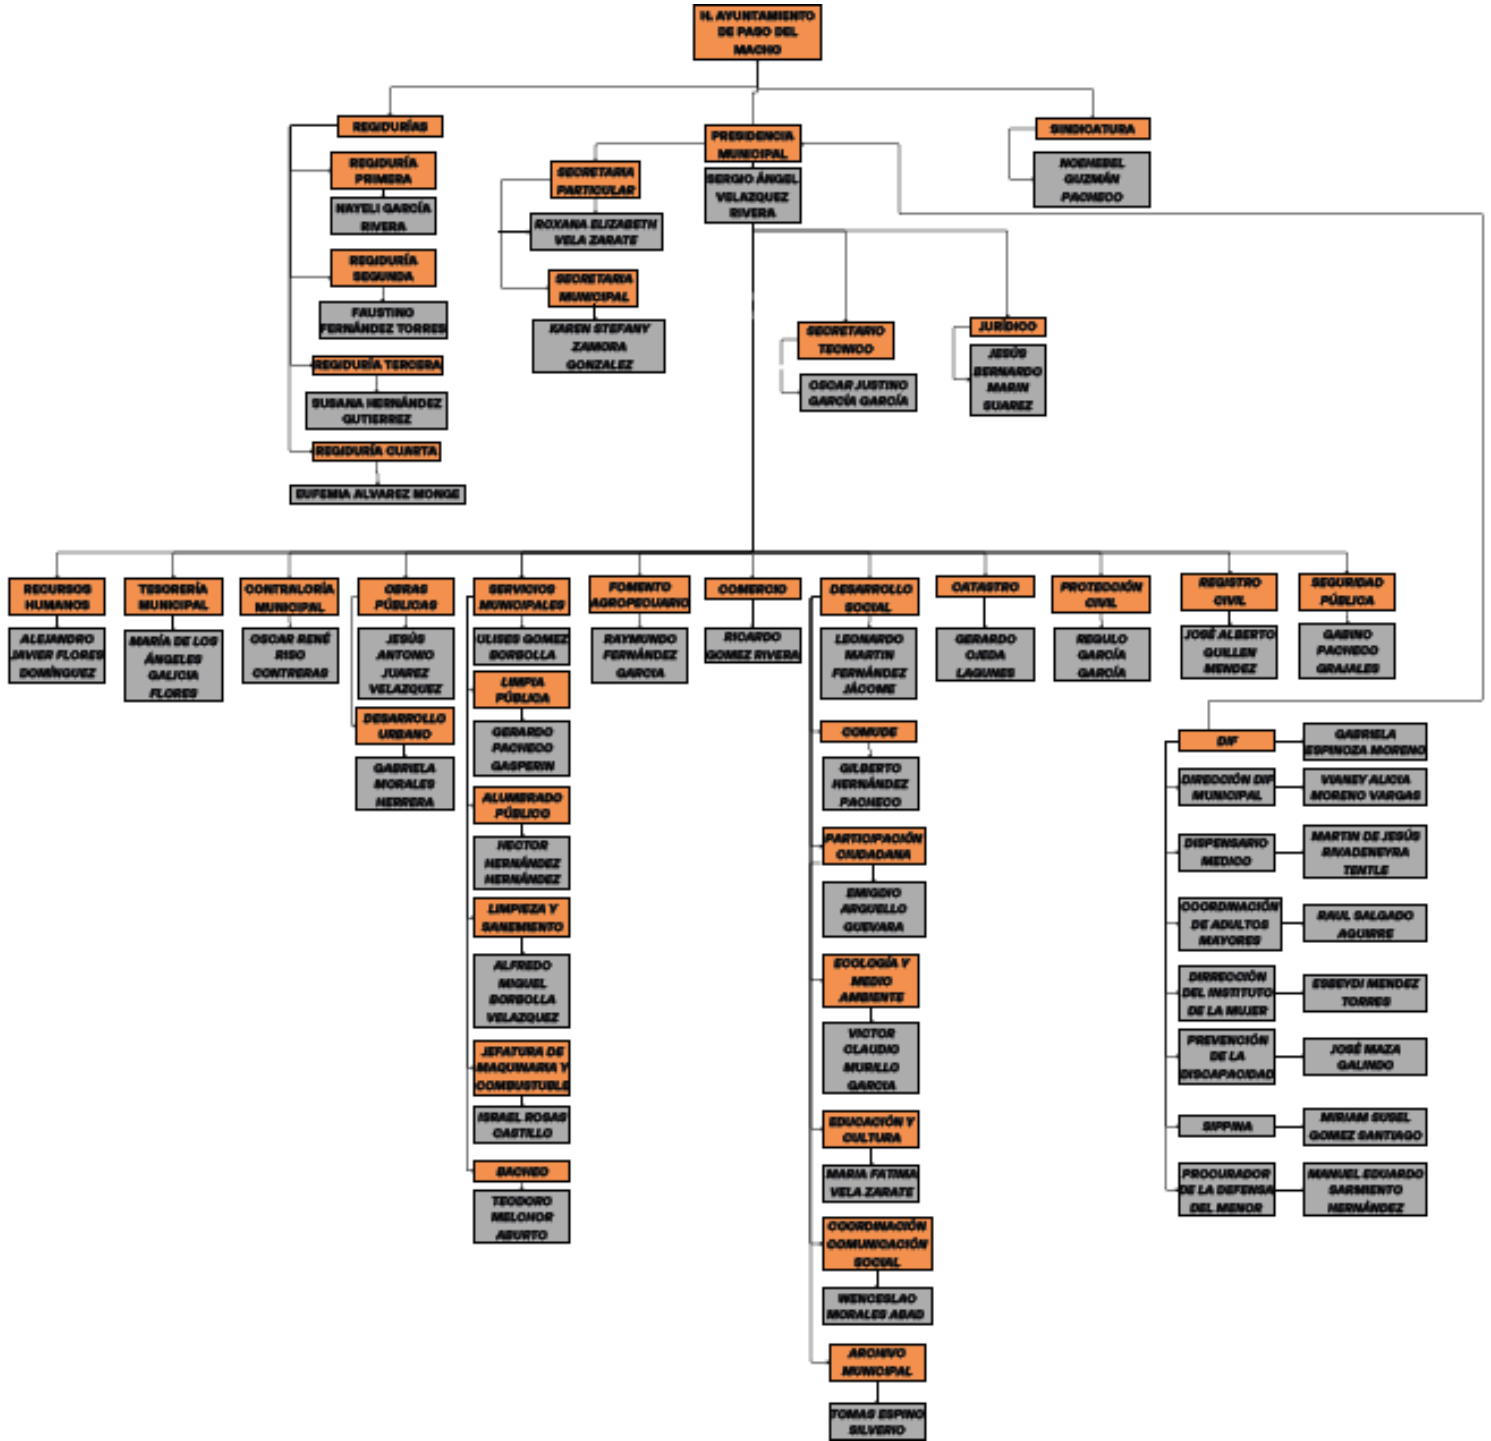 H. AYUNTAMIENTO
DE PASO DEL
MACHO
REGIDURÍAS
REGIDURÍA
PRIMERA
NAYELI GARCÍA
RIVERA
REGIDURÍA
SEGUNDA
FAUSTINO
FERNÁNDEZ TORRES
REGIDURÍA TERCERA
SUSANA HERNÁNDEZ
GUTIERREZ
REGIDURÍA CUARTA
EUFEMIA ALVAREZ MONGE
PRESIDENCIA
MUNICIPAL
SERGIO ÁNGEL
VELAZQUEZ
RIVERA
SECRETARIA
PARTICULAR
ROXANA ELIZABETH
VELA ZARATE
SECRETARIA
MUNICIPAL
KAREN STEFANY
ZAMORA
GONZALEZ
SECRETARIO
TECNICO
OSCAR JUSTINO
GARCÍA GARCÍA
JURÍDICO
JESÚS
BERNARDO
MARIN
SUAREZ
SINDICATURA
NOEHEBEL
GUZMÁN
PACHECO
RECURSOS
HUMANOS
ALEJANDRO
JAVIER FLORES
DOMÍNGUEZ
TESORERÍA
MUNICIPAL
MARÍA DE LOS
ÁNGELES
GALICIA
FLORES
CONTRALORÍA
MUNICIPAL
OSCAR RENÉ
RISO
CONTRERAS
OBRAS
PÚBLICAS
JESÚS
ANTONIO
JUAREZ
VELAZQUEZ
DESARROLLO
URBANO
GABRIELA
MORALES
HERRERA
SERVICIOS
MUNICIPALES
ULISES GOMEZ
BORBOLLA
LIMPIA
PÚBLICA
GERARDO
PACHECO
GASPERIN
ALUMBRADO
PÚBLICO
HECTOR
HERNÁNDEZ
HERNÁNDEZ
LIMPIEZA Y
SANEMIENTO
ALFREDO
MIGUEL
BORBOLLA
VELAZQUEZ
JEFATURA DE
MAQUINARIA Y
COMBUSTUBLE
ISRAEL ROSAS
CASTILLO
BACHEO
TEODORO
MELCHOR
ABURTO
FOMENTO
AGROPECUARIO
RAYMUNDO
FERNÁNDEZ
GARCIA
COMERCIO
RICARDO
GOMEZ RIVERA
DESARROLLO
SOCIAL
LEONARDO
MARTIN
FERNÁNDEZ
JÁCOME
COMUDE
GILBERTO
HERNÁNDEZ
PACHECO
PARTICIPACIÓN
CIUDADANA
EMIGDIO
ARGUELLO
GUEVARA
ECOLOGÍA Y
MEDIO
AMBIENTE
VICTOR
CLAUDIO
MURILLO
GARCIA
EDUCACIÓN Y
CULTURA
MARIA FATIMA
VELA ZARATE
COORDINACIÓN
COMUNICACIÓN
SOCIAL
WENCESLAO
MORALES ABAD
ARCHIVO
MUNICIPAL
TOMAS ESPINO
SILVERIO
CATASTRO
GERARDO
OJEDA
LAGUNES
PROTECCIÓN
CIVIL
REGULO
GARCÍA
GARCÍA
REGISTRO
CIVIL
JOSÉ ALBERTO
GUILLEN
MENDEZ
SEGURIDAD
PÚBLICA
GABINO
PACHECO
GRAJALES
DIF
GABRIELA
ESPINOZA MORENO
DIRECCIÓN DIF
MUNICIPAL
VIANEY ALICIA
MORENO VARGAS
DISPENSARIO
MEDICO
MARTIN DE JESÚS
RIVADENEYRA
TENTLE
COORDINACIÓN
DE ADULTOS
MAYORES
RAUL SALGADO
AGUIRRE
DIRRECCIÓN
DEL INSTITUTO
DE LA MUJER
ESBEYDI MENDEZ
TORRES
PREVENCIÓN
DE LA
DISCAPACIDAD
JOSÉ MAZA
GALINDO
SIPPINA
MIRIAM SUSEL
GOMEZ SANTIAGO
PROCURADOR
DE LA DEFENSA
DEL MENOR
MANUEL EDUARDO
SARMIENTO
HERNÁNDEZ